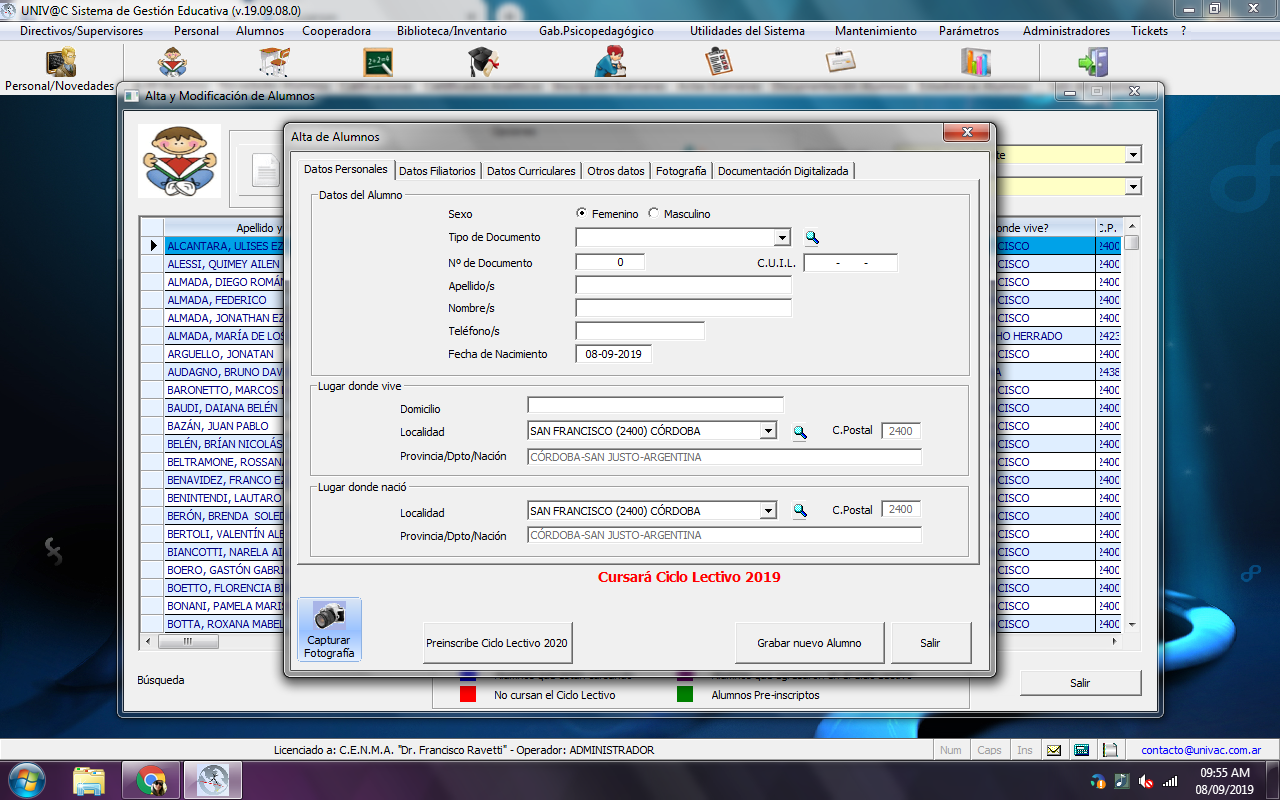 UNIV@C Sistema de Gestión Educativa (v.19.09.08.0)
Directivos/Supervisores Personal Alumnos Cooperadora Biblioteca/Inventario Gab.Psicopedagógico Utilidades del Sistema Mantenimiento Parámetros Administradores Tickets ?
Personal/Novedades
Alta y Modificación de Alumnos
Alta de Alumnos
Datos Personales Datos Filiatorios Datos Curriculares Otros datos Fotografía Documentación Digitalizada
Datos del Alumno
Sexo Femenino Masculino
Tipo de Documento
Nº de Documento 0 C.U.I.L. - -
Apellido/s
Nombre/s
Teléfono/s
Fecha de Nacimiento 08-09-2019
Lugar donde vive
Domicilio
Localidad SAN FRANCISCO (2400) CÓRDOBA C.Postal 2400
Provincia/Dpto/Nación CÓRDOBA-SAN JUSTO-ARGENTINA
Lugar donde nació
Localidad SAN FRANCISCO (2400) CÓRDOBA C.Postal 2400
Provincia/Dpto/Nación CÓRDOBA-SAN JUSTO-ARGENTINA
Cursará Ciclo Lectivo 2019
Capturar
Fotografía
Preinscribe Ciclo Lectivo 2020 Grabar nuevo Alumno Salir
Apellido y vive? C.P.
ALCANTARA, ULISES EZ CISCO 2400
ALESSI, QUIMEY AILEN CISCO 2400
ALMADA, DIEGO ROMÁN CISCO 2400
ALMADA, FEDERICO CISCO 2400
ALMADA, JONATHAN EZ CISCO 2400
ALMADA, MARÍA DE LOS HO HERRADO 2423
ARGUELLO, JONATAN CISCO 2400
AUDAGNO, BRUNO DAV A 2438
BARONETTO, MARCOS CISCO 2400
BAUDI, DAIANA BELÉN CISCO 2400
BAZÁN, JUAN PABLO CISCO 2400
BELÉN, BRÍAN NICOLÁS CISCO 2400
BELTRAMONE, ROSSANA CISCO 2400
BENAVIDEZ, FRANCO EZ CISCO 2400
BENINTENDI, LAUTARO CISCO 2400
BERÓN, BRENDA SOLED CISCO 2400
BERTOLI, VALENTÍN ALE CISCO 2400
BIANCOTTI, NARELA AI CISCO 2400
BOERO, GASTÓN GABRI CISCO 2400
BOETTO, FLORENCIA BI CISCO 2400
BONANI, PAMELA MARIS CISCO 2400
BOTTA, ROXANA MABEL CISCO 2400
Búsqueda
No cursan el Ciclo Lectivo Alumnos Pre-inscriptos
Salir
Licenciado a: C.E.N.M.A. "Dr. Francisco Ravetti" - Operador: ADMINISTRADOR Num Caps Ins contacto@univac.com.ar
09:55 AM
08/09/2019